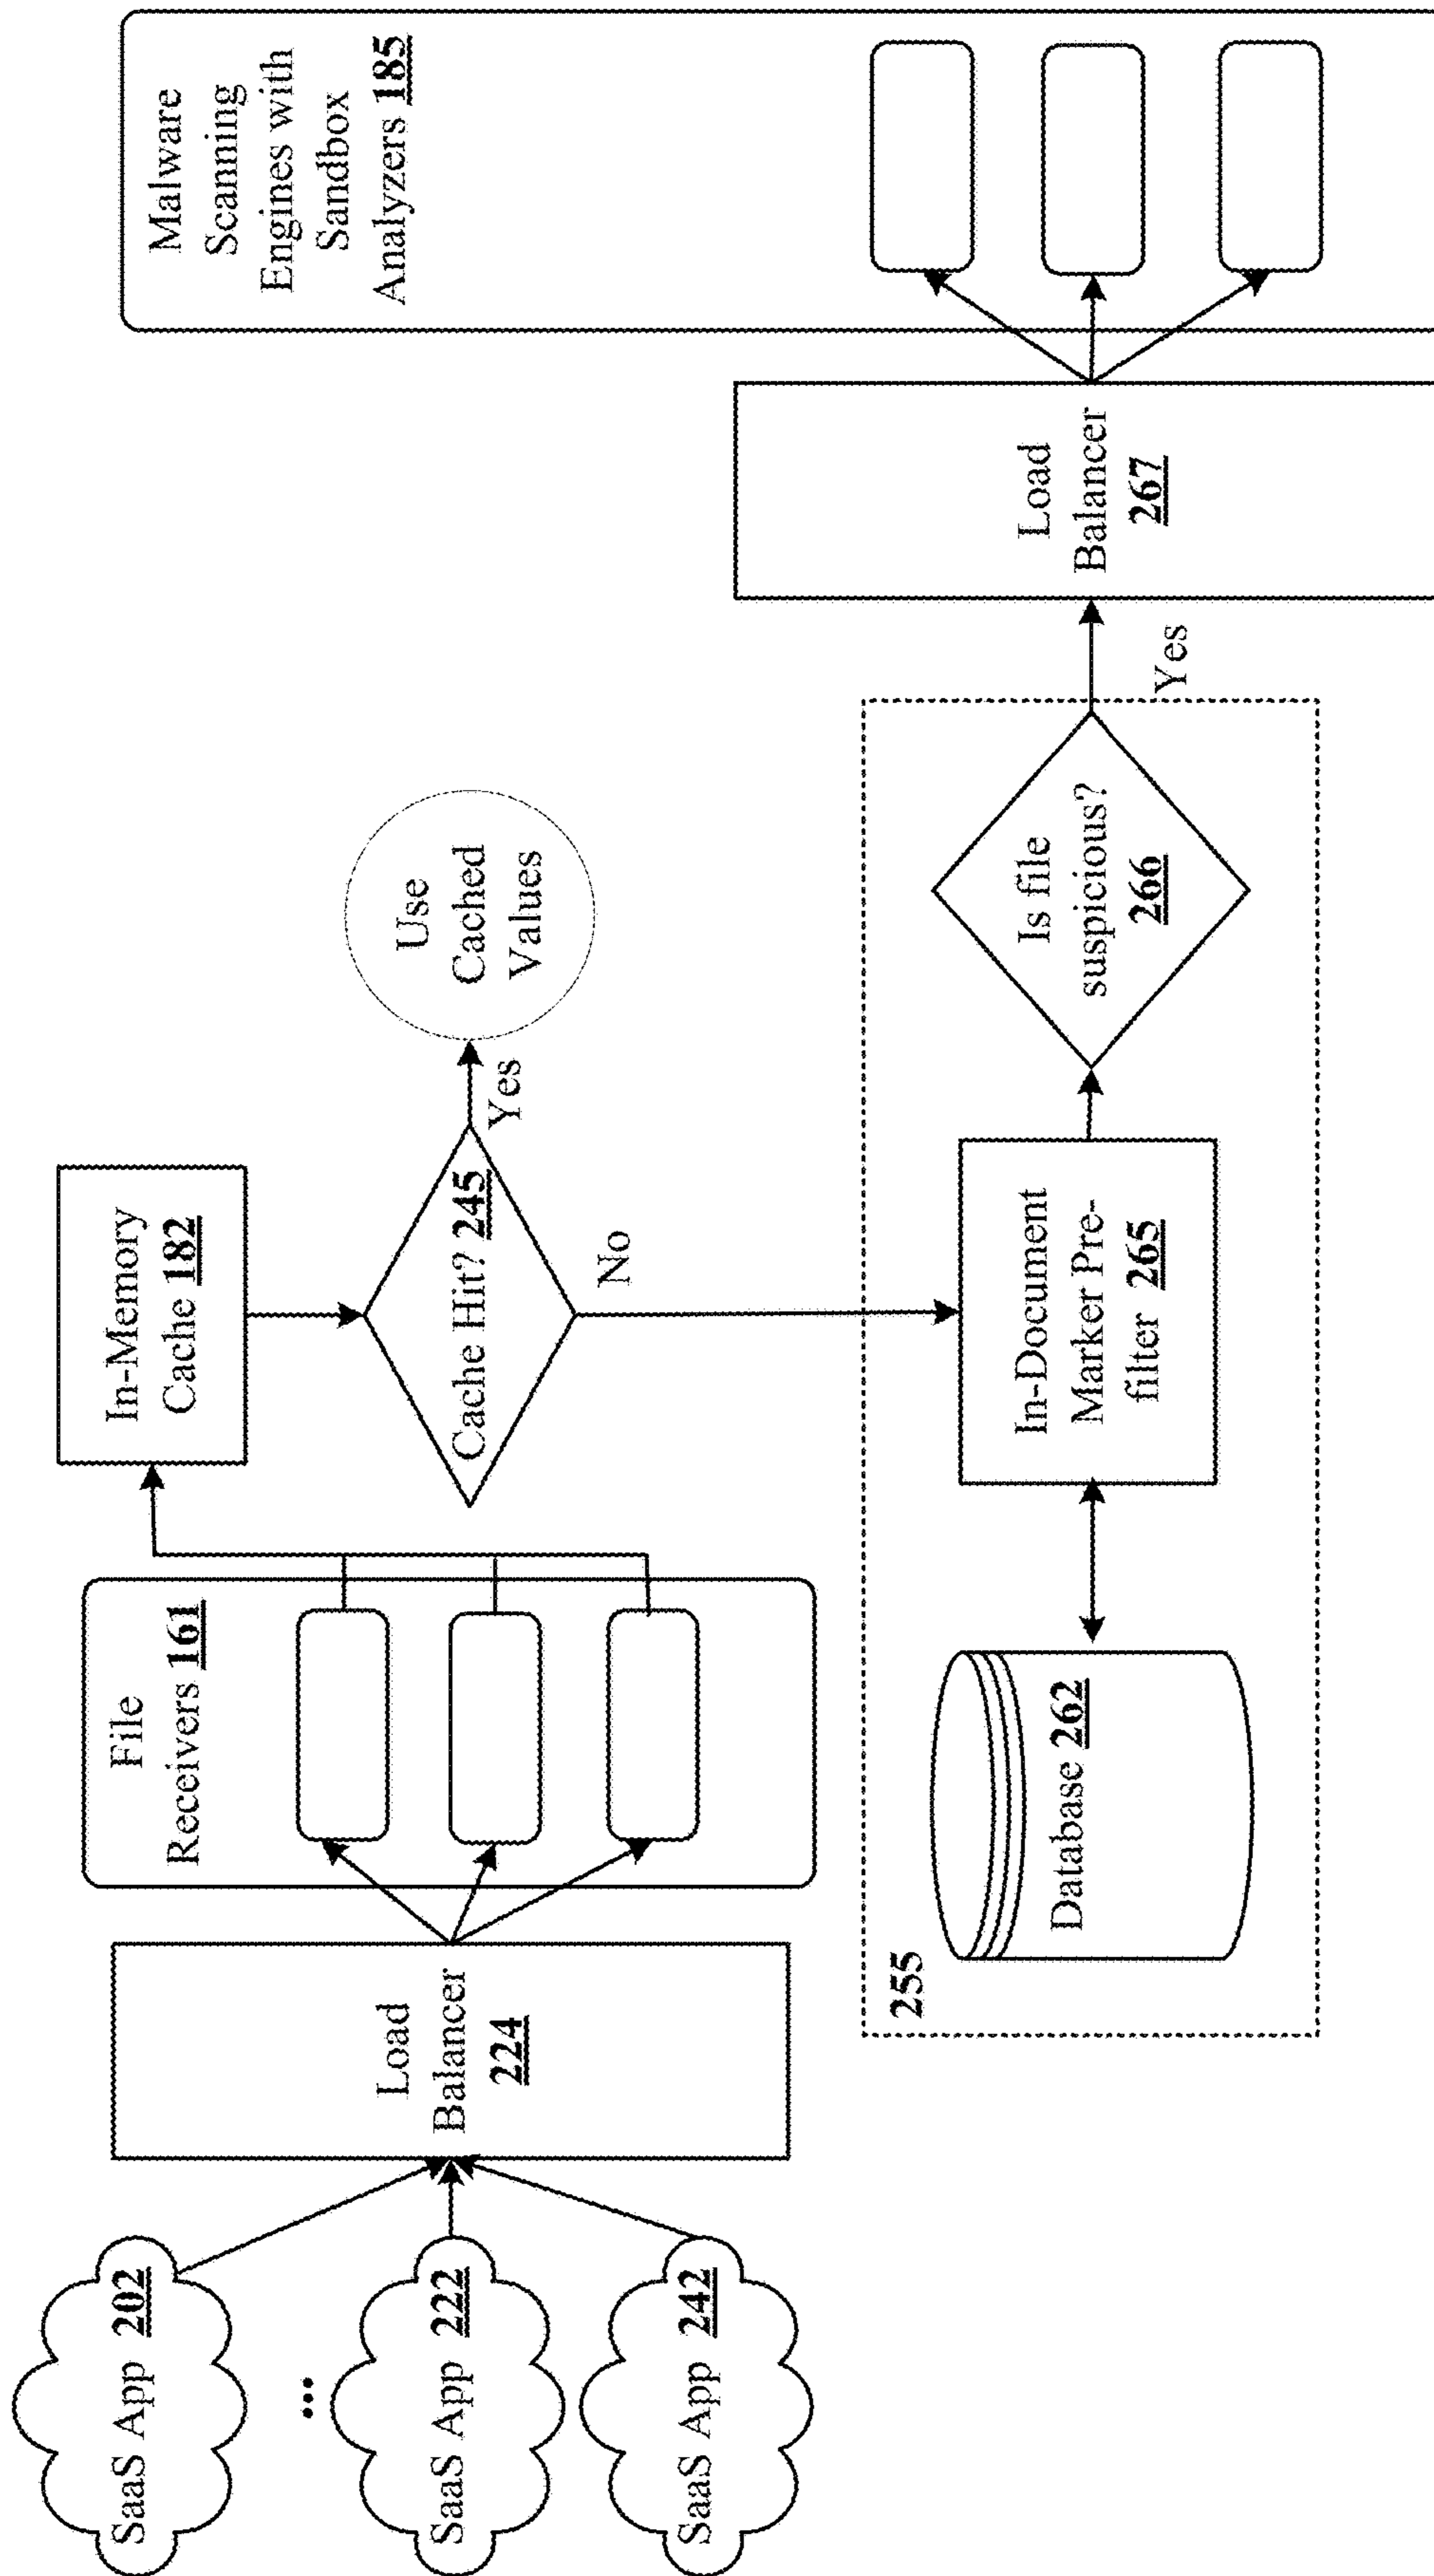 SaaS App 202
...
SaaS App 222
SaaS App 242
Load
Balancer
224
File
Receivers 161
In-Memory
Cache 182
Cache Hit? 245
Yes
No
Use
Cached
Values
255
Database 262
In-Document
Marker Pre-
filter 265
Is file
suspicious?
266
Yes
Load
Balancer
267
Malware
Scanning
Engines with
Sandbox
Analyzers 185